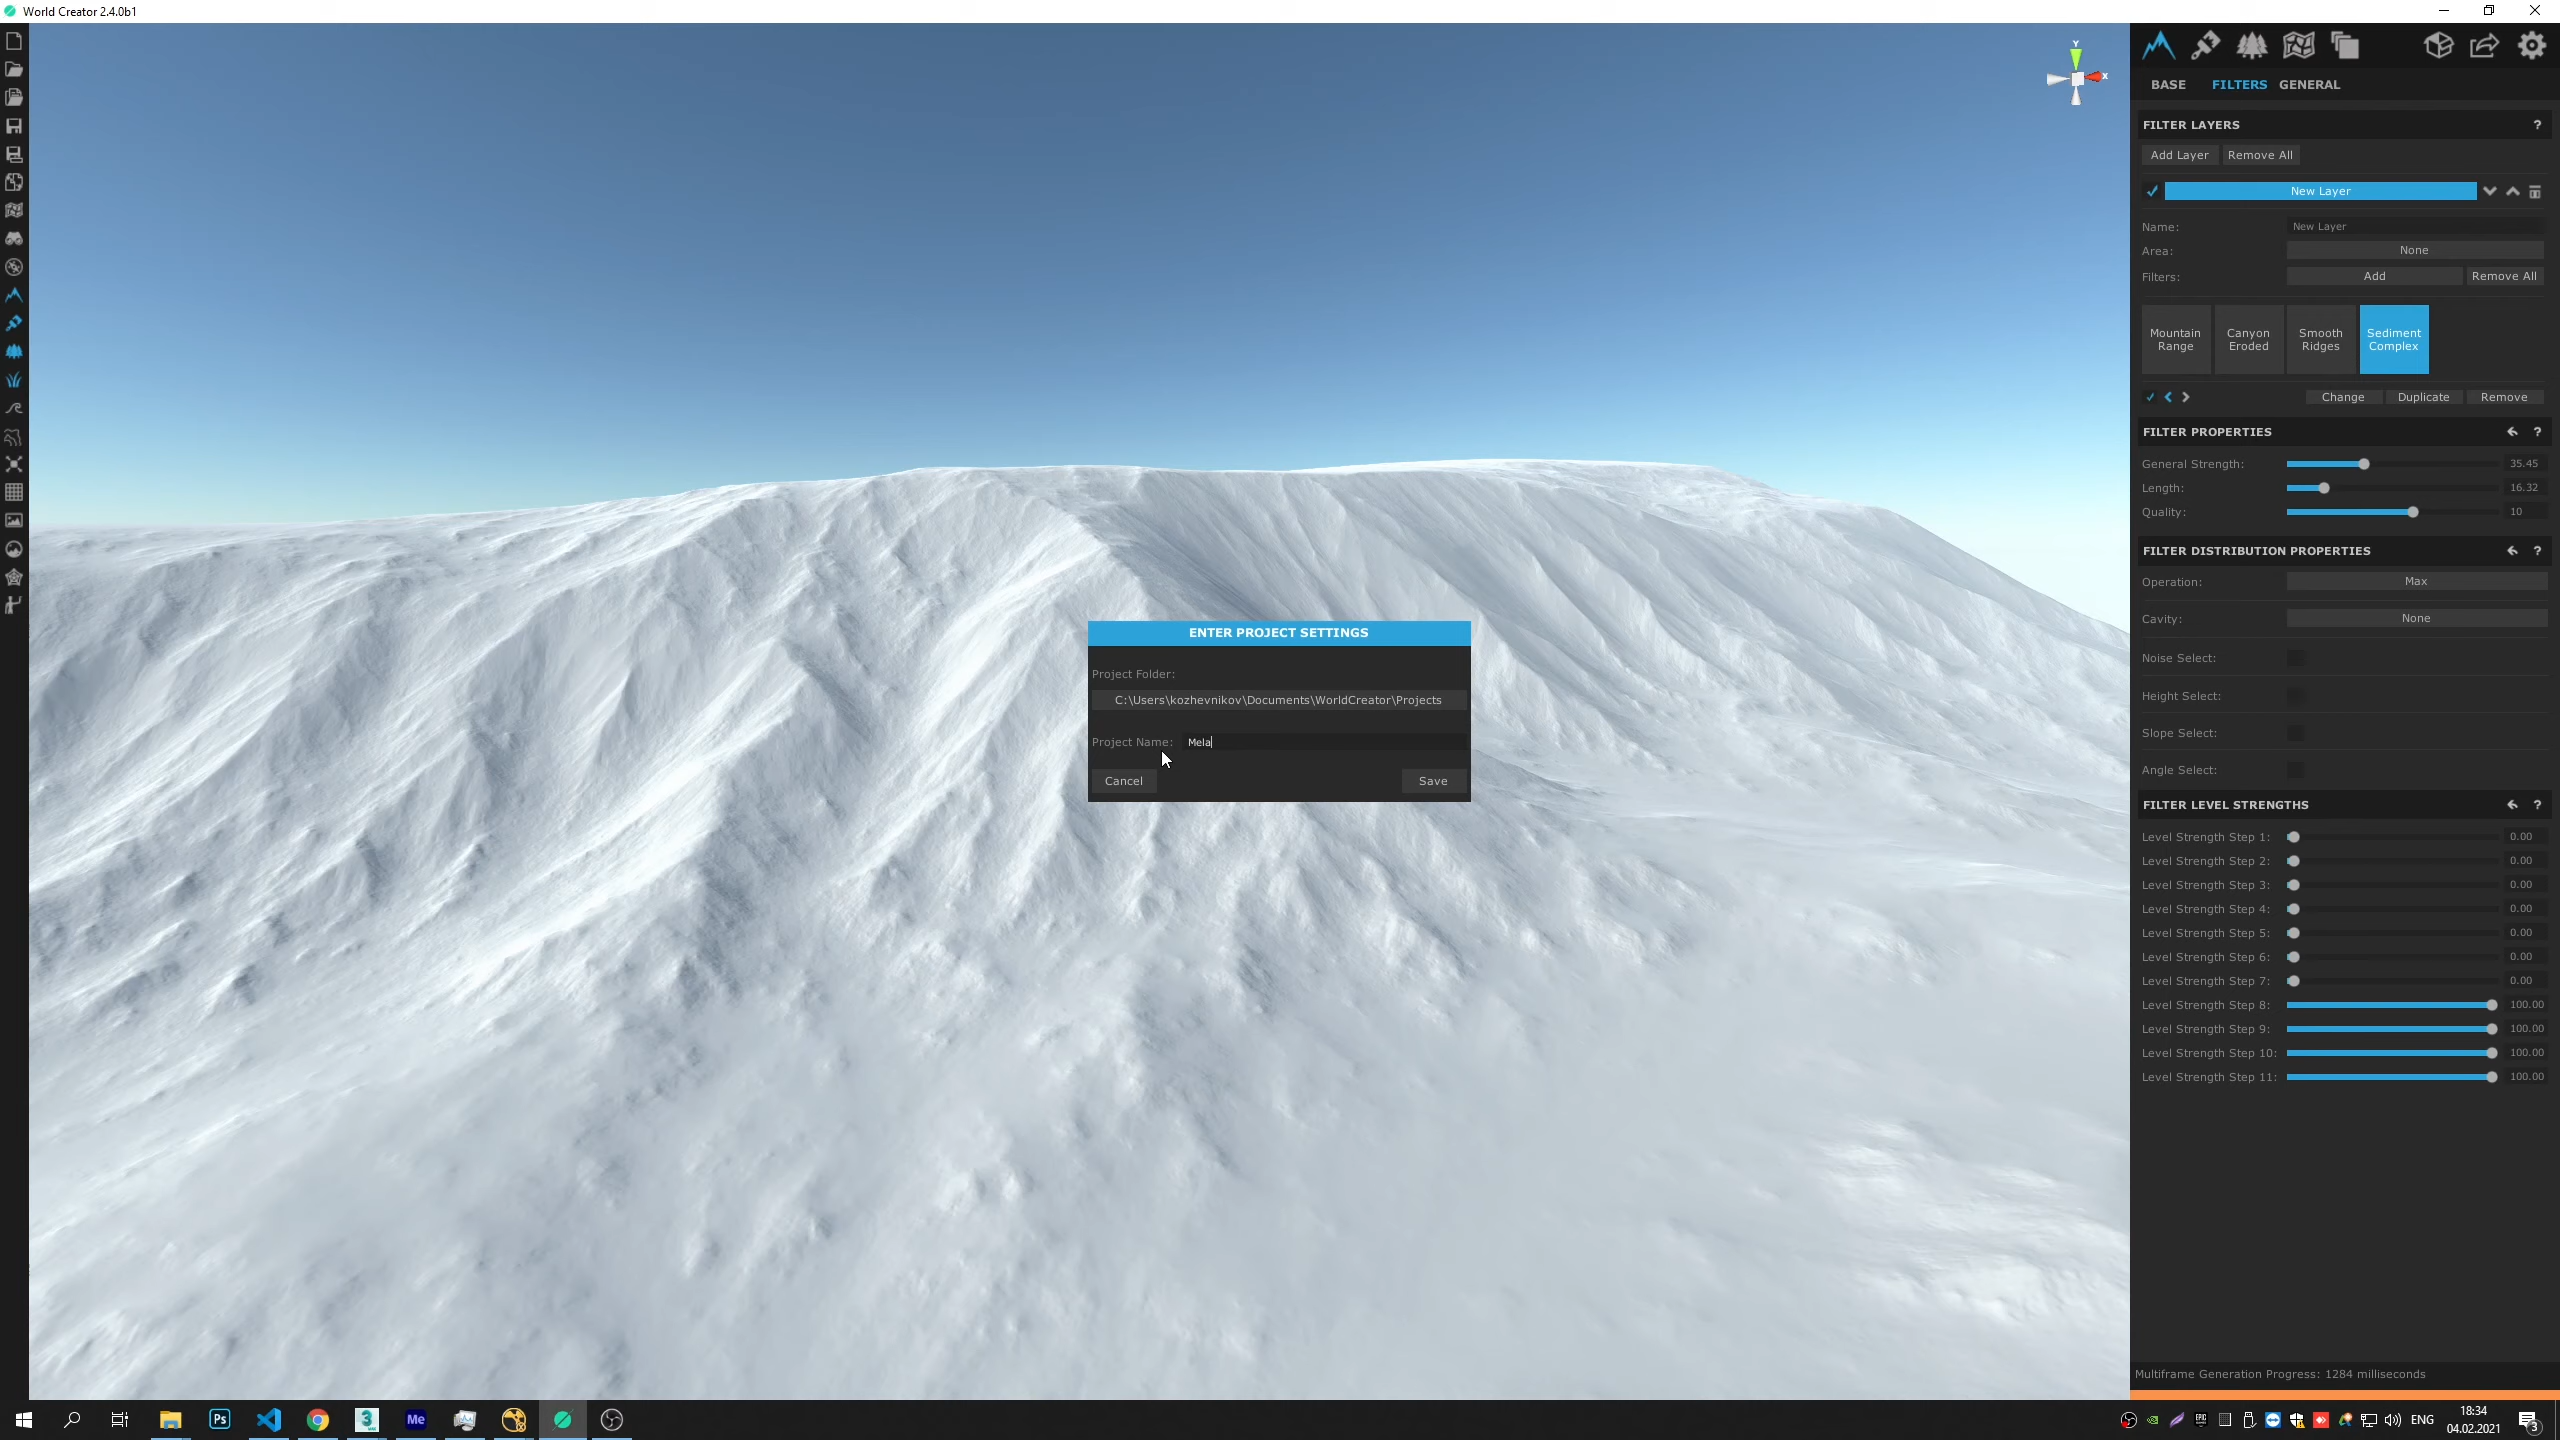 World Creator 2.4.0b1
Y
X
BASE FILTERS GENERAL
FILTER LAYERS ?
Add Layer Remove All
New Layer
Name: New Layer
Area: None
Filters: Add Remove All
Mountain Range
Canyon Eroded
Smooth Ridges
Sediment Complex
Change Duplicate Remove
FILTER PROPERTIES ?
General Strength: 35.45
Length: 16.32
Quality: 10
FILTER DISTRIBUTION PROPERTIES ?
Operation: Max
Cavity: None
Noise Select:
Height Select:
Slope Select:
Angle Select:
FILTER LEVEL STRENGTHS ?
Level Strength Step 1: 0.00
Level Strength Step 2: 0.00
Level Strength Step 3: 0.00
Level Strength Step 4: 0.00
Level Strength Step 5: 0.00
Level Strength Step 6: 0.00
Level Strength Step 7: 0.00
Level Strength Step 8: 100.00
Level Strength Step 9: 100.00
Level Strength Step 10: 100.00
Level Strength Step 11: 100.00
Multiframe Generation Progress: 1284 milliseconds
ENTER PROJECT SETTINGS
Project Folder:
C:\Users\kozhevnikov\Documents\WorldCreator\Projects
Project Name: Mela
Cancel Save
Ps
3
Me
ENG
18:34
04.02.2021
3